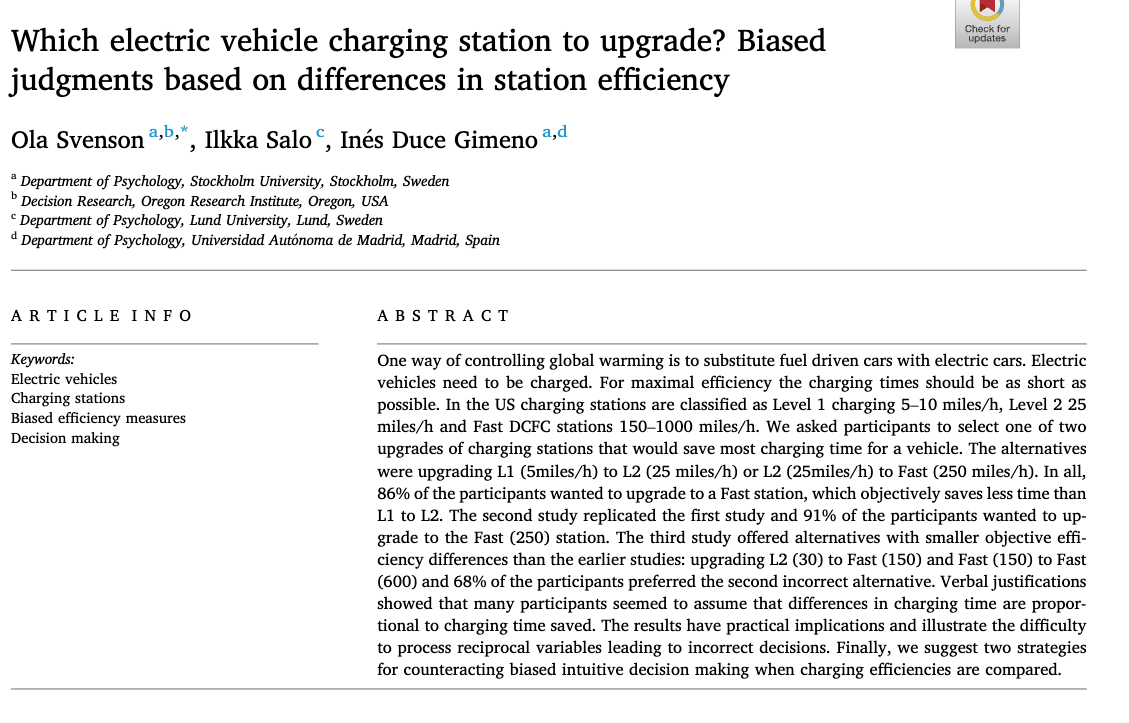 Check for
updates
Which electric vehicle charging station to upgrade? Biased
judgments based on differences in station efficiency
Ola Svenson a,b,*, Ilkka Salo c, Inés Duce Gimeno a,d
a Department of Psychology, Stockholm University, Stockholm, Sweden
b Decision Research, Oregon Research Institute, Oregon, USA
c Department of Psychology, Lund University, Lund, Sweden
d Department of Psychology, Universidad Autónoma de Madrid, Madrid, Spain
ARTICLE INFO
Keywords:
Electric vehicles
Charging stations
Biased efficiency measures
Decision making
ABSTRACT
One way of controlling global warming is to substitute fuel driven cars with electric cars. Electric
vehicles need to be charged. For maximal efficiency the charging times should be as short as
possible. In the US charging stations are classified as Level 1 charging 5–10 miles/h, Level 2 25
miles/h and Fast DCFC stations 150–1000 miles/h. We asked participants to select one of two
upgrades of charging stations that would save most charging time for a vehicle. The alternatives
were upgrading L1 (5miles/h) to L2 (25 miles/h) or L2 (25miles/h) to Fast (250 miles/h). In all,
86% of the participants wanted to upgrade to a Fast station, which objectively saves less time than
L1 to L2. The second study replicated the first study and 91% of the participants wanted to up-
grade to the Fast (250) station. The third study offered alternatives with smaller objective effi-
ciency differences than the earlier studies: upgrading L2 (30) to Fast (150) and Fast (150) to Fast
(600) and 68% of the participants preferred the second incorrect alternative. Verbal justifications
showed that many participants seemed to assume that differences in charging time are propor-
tional to charging time saved. The results have practical implications and illustrate the difficulty
to process reciprocal variables leading to incorrect decisions. Finally, we suggest two strategies
for counteracting biased intuitive decision making when charging efficiencies are compared.